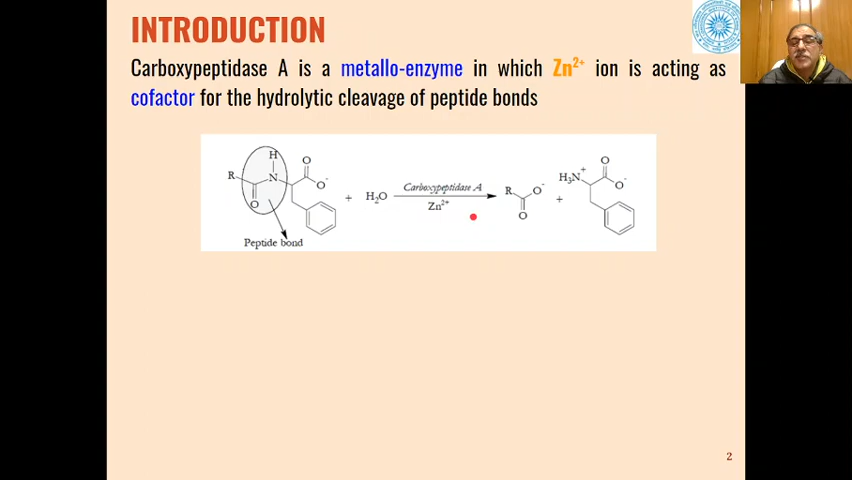 INTRODUCTION
Carboxypeptidase A is a metallo-enzyme in which Zn2+ ion is acting as
cofactor for the hydrolytic cleavage of peptide bonds
H
R
N
O
O
O-
Peptide bond
+
H2O
Carboxypeptidase A
Zn2+
R
O-
O
+
H3N+
O
O-
2